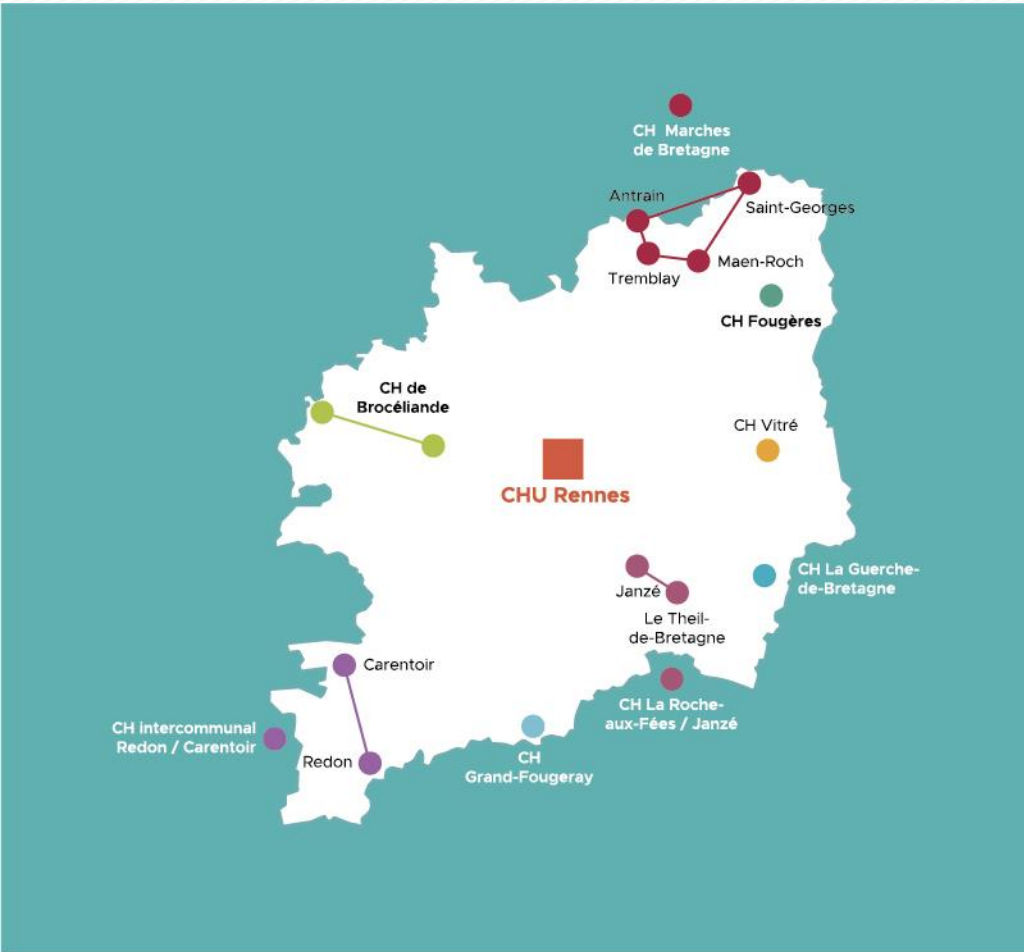 CH Marches
de Bretagne
Antrain
Saint-Georges
Tremblay
Maen-Roch
CH Fougères
CH de
Brocéliande
CH Vitré
CHU Rennes
CH La Guerche-
de-Bretagne
Janzé
Le Theil-
de-Bretagne
Carentoir
CH La Roche-
aux-Fées / Janzé
CH intercommunal
Redon / Carentoir
Redon
CH
Grand-Fougeray